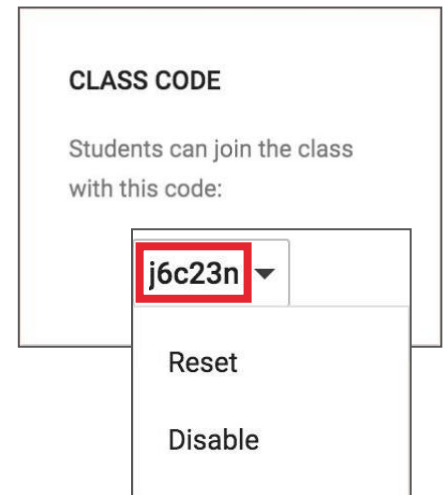 CLASS CODE
Students can join the class
with this code:
j6c23n
Reset
Disable